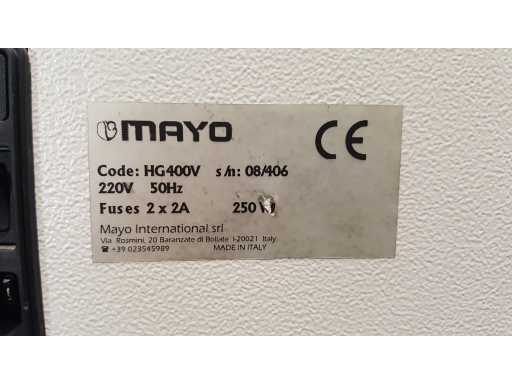 MAYO
CE
Code: HG400V s/n: 08/406
220V 50Hz
Fuses 2 x 2A 250 W
Mayo International srl
Via Rosmini, 20 Baranzate di Bollate I-20021 Italy
☎ +39 023545989 MADE IN ITALY